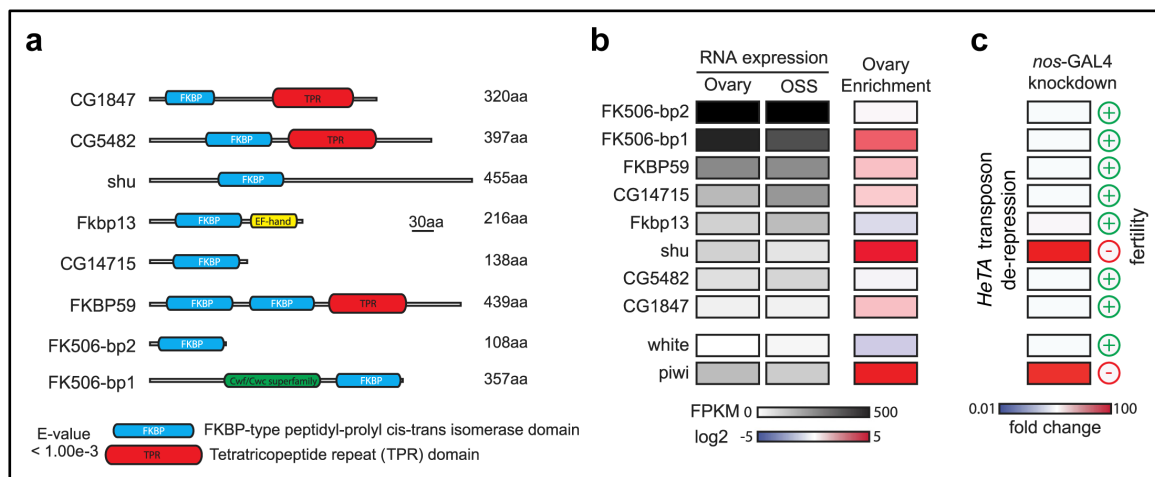 a
CG1847 FKBP TPR 320aa
CG5482 FKBP TPR 397aa
shu FKBP 455aa
Fkbp13 FKBP EF-hand 30aa 216aa
CG14715 FKBP 138aa
FKBP59 FKBP FKBP TPR 439aa
FK506-bp2 FKBP 108aa
FK506-bp1 Cwf/Cwc superfamily FKBP 357aa
E-value
< 1.00e-3
FKBP FKBP-type peptidyl-prolyl cis-trans isomerase domain
TPR Tetratricopeptide repeat (TPR) domain
b
RNA expression
Ovary OSS
Ovary
Enrichment
FK506-bp2
FK506-bp1
FKBP59
CG14715
Fkbp13
shu
CG5482
CG1847
white
piwi
FPKM 0 500
log2 -5 5
c
nos-GAL4
knockdown
HeTA transposon
de-repression
+
+
+
+
+
-
+
+
+
-
fertility
0.01 100
fold change